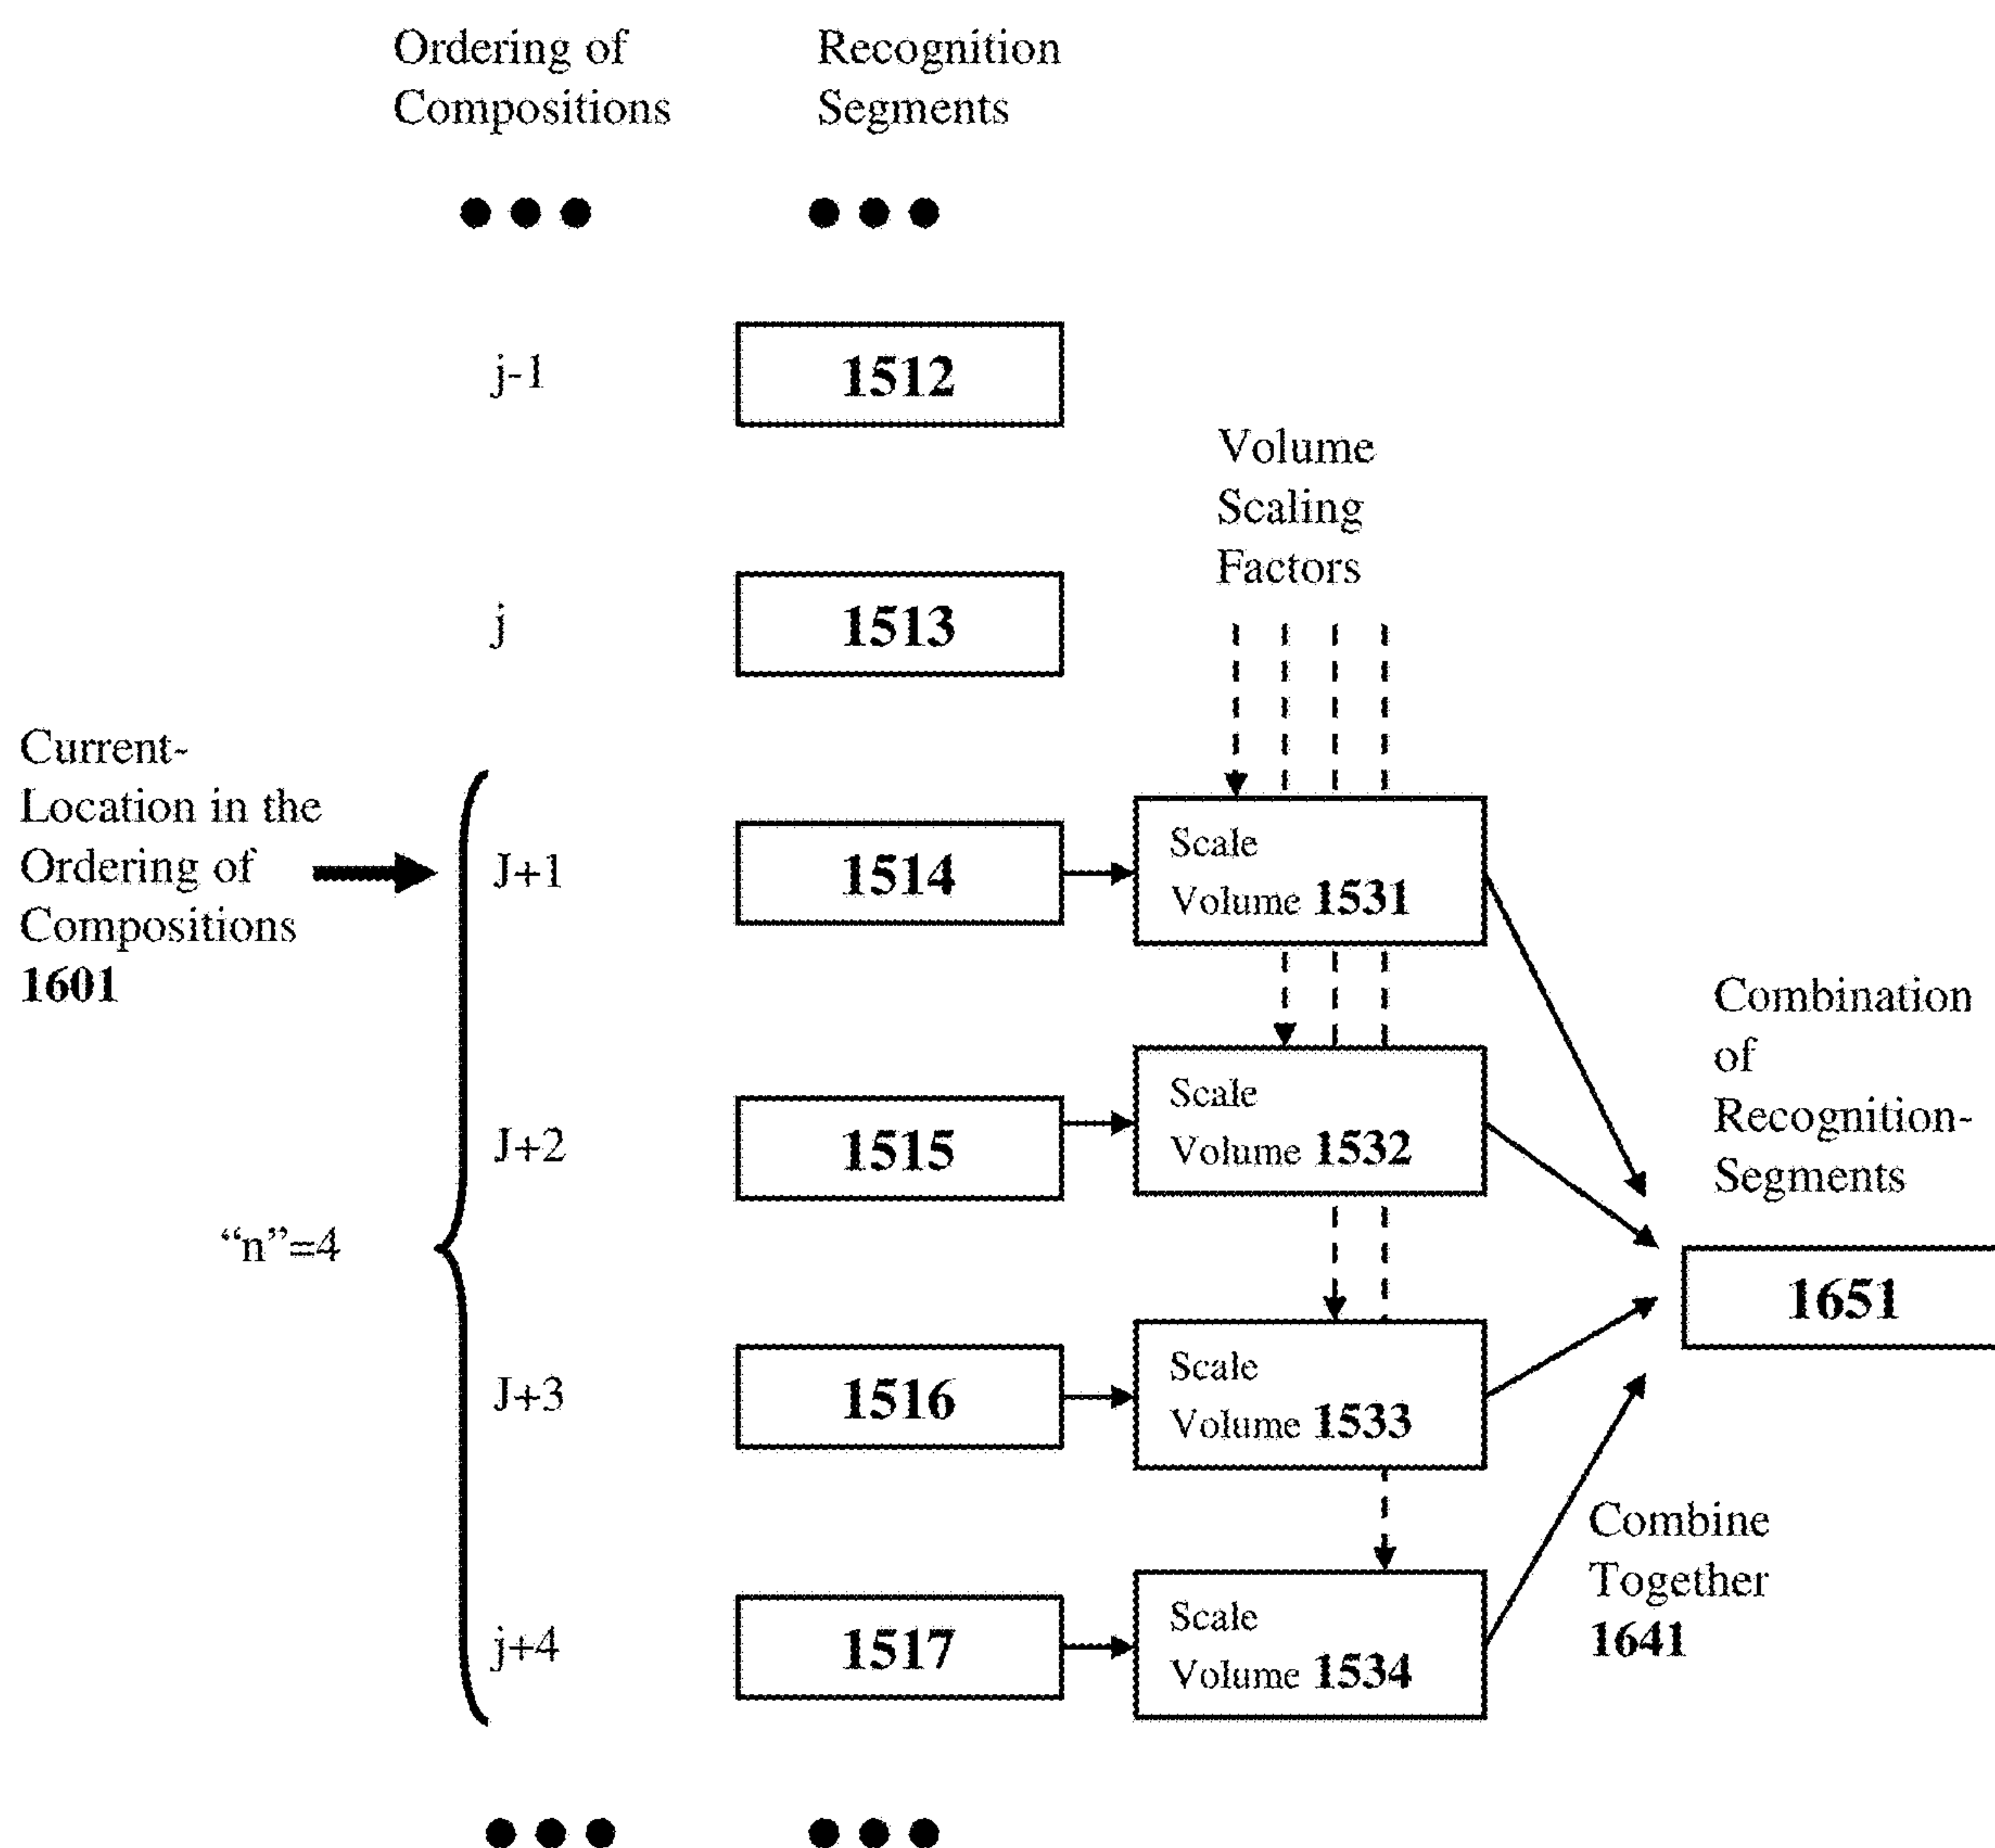 Ordering of
Compositions
Recognition
Segments
j-1
1512
Volume
Scaling
Factors
j
1513
Current-
Location in the
Ordering of
Compositions
1601
J+1
1514
Scale
Volume 1531
Combination
of
Recognition-
Segments
J+2
1515
Scale
Volume 1532
“n”=4
1651
J+3
1516
Scale
Volume 1533
Combine
Together
1641
j+4
1517
Scale
Volume 1534